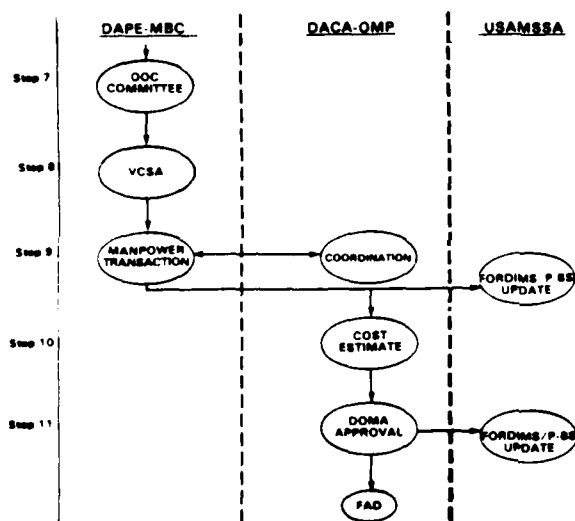 DAPE-MBC
DACA-OMP
USAMSSA
Step 7
OOC
COMMITTEE
Step 8
VCSA
Step 9
MANPOWER
TRANSACTION
COORDINATION
FORDIMS P-BS
UPDATE
Step 10
COST
ESTIMATE
Step 11
DOMA
APPROVAL
FORDIMS/P-BS
UPDATE
FAD